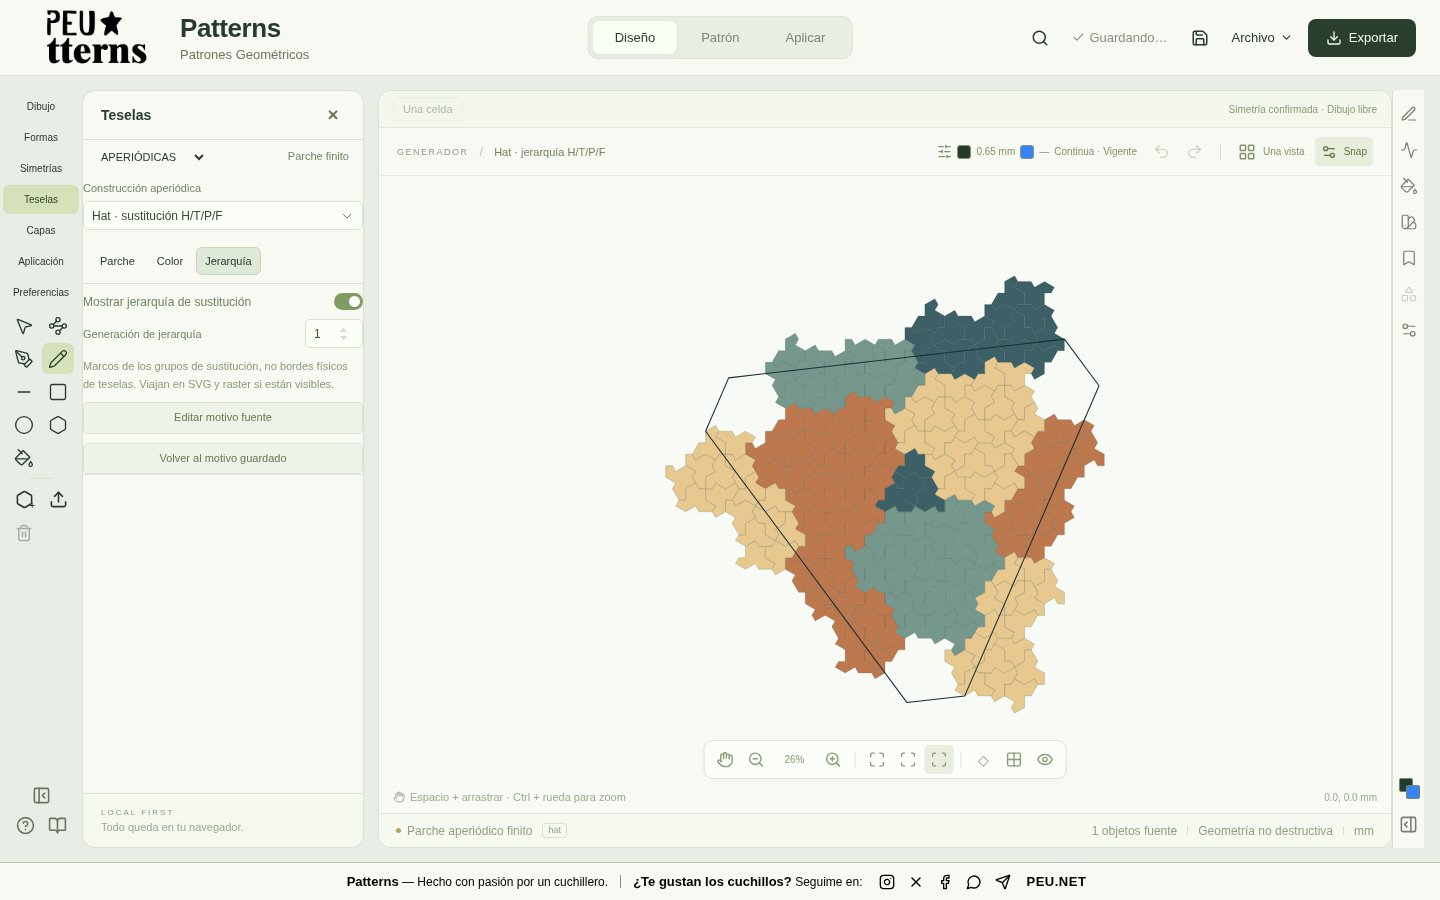 PEU★tterns
Patterns
Patrones Geométricos
Diseño
Patrón
Aplicar
Guardando…
Archivo
Exportar
Dibujo
Formas
Simetrías
Teselas
Capas
Aplicación
Preferencias
Teselas
APERIÓDICAS
Parche finito
Construcción aperiódica
Hat · sustitución H/T/P/F
Parche
Color
Jerarquía
Mostrar jerarquía de sustitución
Generación de jerarquía
1
Marcos de los grupos de sustitución, no bordes físicos
de teselas. Viajan en SVG y raster si están visibles.
Editar motivo fuente
Volver al motivo guardado
LOCAL FIRST
Todo queda en tu navegador.
Una celda
Simetría confirmada · Dibujo libre
GENERADOR / Hat · jerarquía H/T/P/F
0.65 mm
— Continua · Vigente
Una vista
Snap
26%
Espacio + arrastrar · Ctrl + rueda para zoom
0.0, 0.0 mm
Parche aperiódico finito
hat
1 objetos fuente
Geometría no destructiva
mm
Patterns — Hecho con pasión por un cuchillero.
¿Te gustan los cuchillos? Seguime en:
PEU.NET